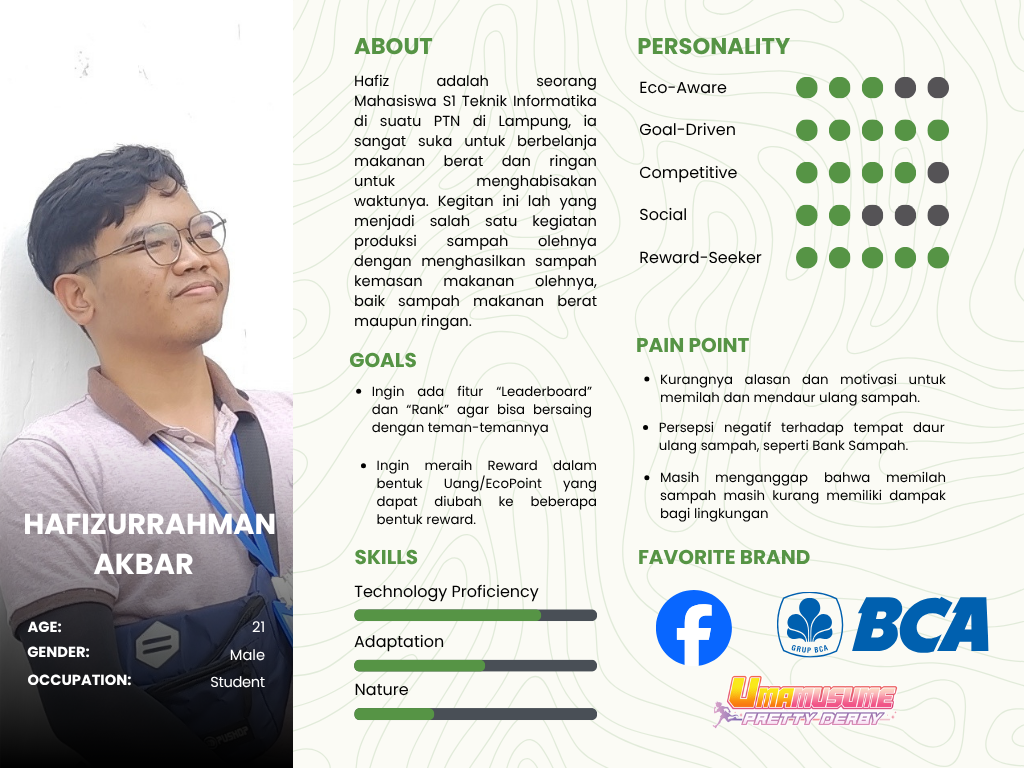 HAFIZURRAHMAN
AKBAR
AGE: 21
GENDER: Male
OCCUPATION: Student
ABOUT
Hafiz adalah seorang
Mahasiswa S1 Teknik Informatika
di suatu PTN di Lampung, ia
sangat suka untuk berbelanja
makanan berat dan ringan
untuk menghabisakan
waktunya. Kegitan ini lah yang
menjadi salah satu kegiatan
produksi sampah olehnya
dengan menghasilkan sampah
kemasan makanan olehnya,
baik sampah makanan berat
maupun ringan.
GOALS
• Ingin ada fitur “Leaderboard”
dan “Rank” agar bisa bersaing
dengan teman-temannya
• Ingin meraih Reward dalam
bentuk Uang/EcoPoint yang
dapat diubah ke beberapa
bentuk reward.
SKILLS
Technology Proficiency
Adaptation
Nature
PERSONALITY
Eco-Aware
Goal-Driven
Competitive
Social
Reward-Seeker
PAIN POINT
• Kurangnya alasan dan motivasi untuk
memilah dan mendaur ulang sampah.
• Persepsi negatif terhadap tempat daur
ulang sampah, seperti Bank Sampah.
• Masih menganggap bahwa memilah
sampah masih kurang memiliki dampak
bagi lingkungan
FAVORITE BRAND
GRUP BCA
BCA
UMAMUSUME
PRETTY DERBY